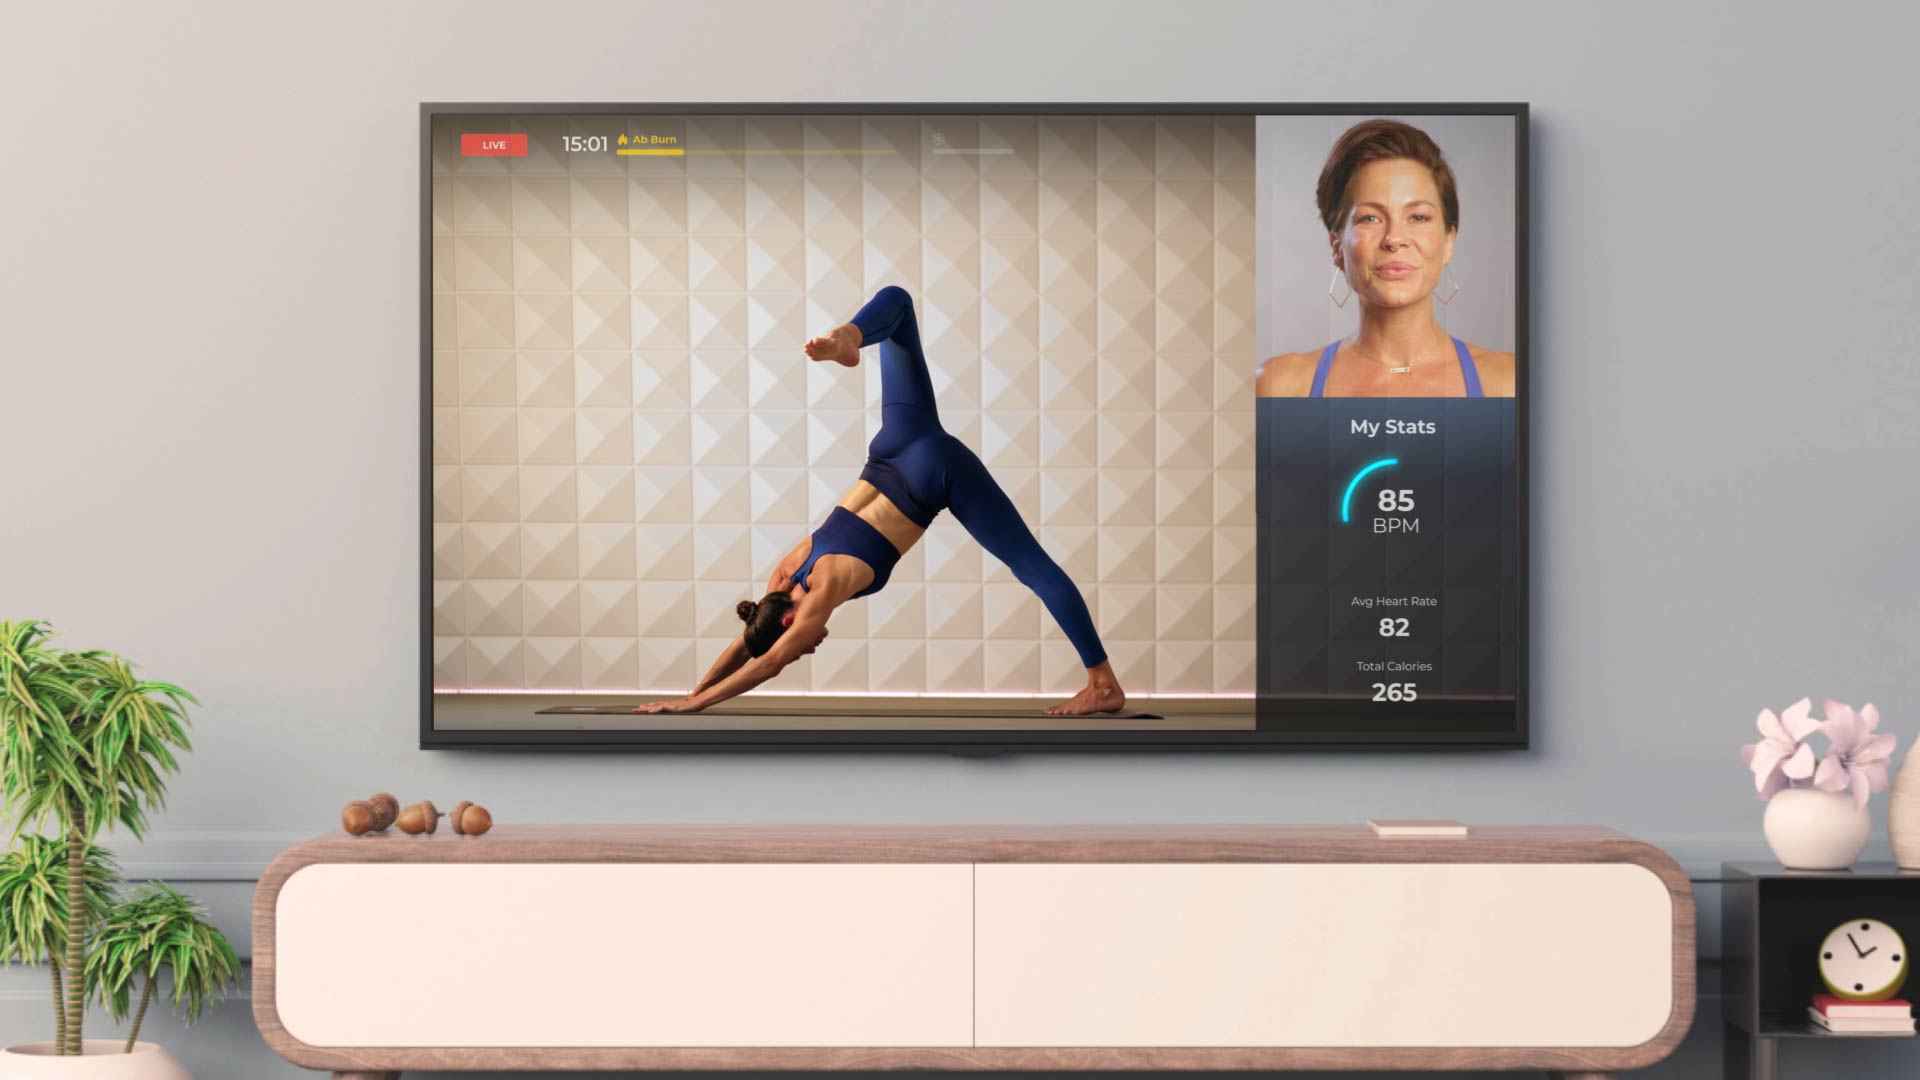 LIVE
15:01
Ab Burn
My Stats
85
BPM
Avg Heart Rate
82
Total Calories
265